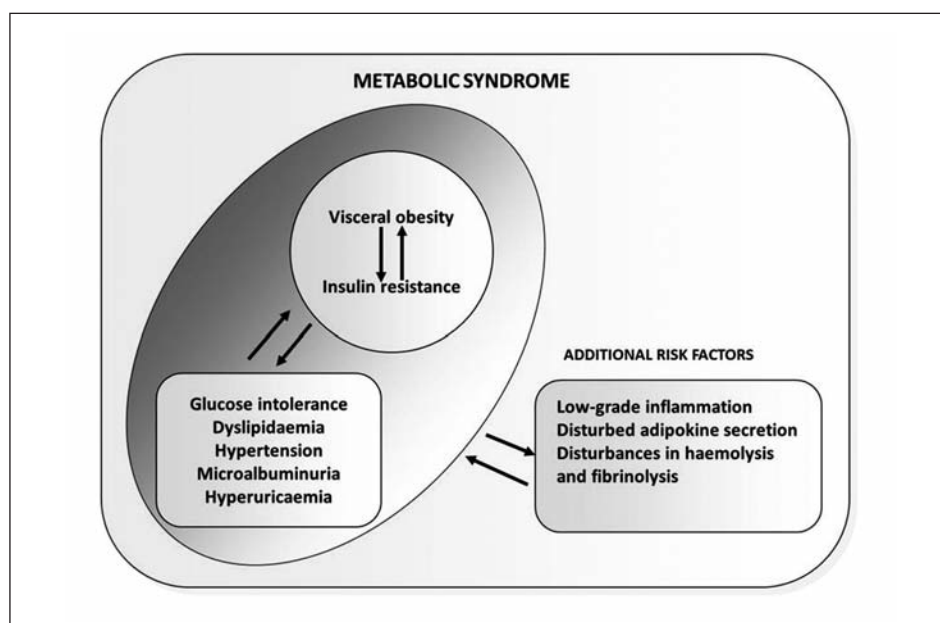 METABOLIC SYNDROME
Visceral obesity
Insulin resistance
Glucose intolerance
Dyslipidaemia
Hypertension
Microalbuminuria
Hyperuricaemia
ADDITIONAL RISK FACTORS
Low-grade inflammation
Disturbed adipokine secretion
Disturbances in haemolysis
and fibrinolysis